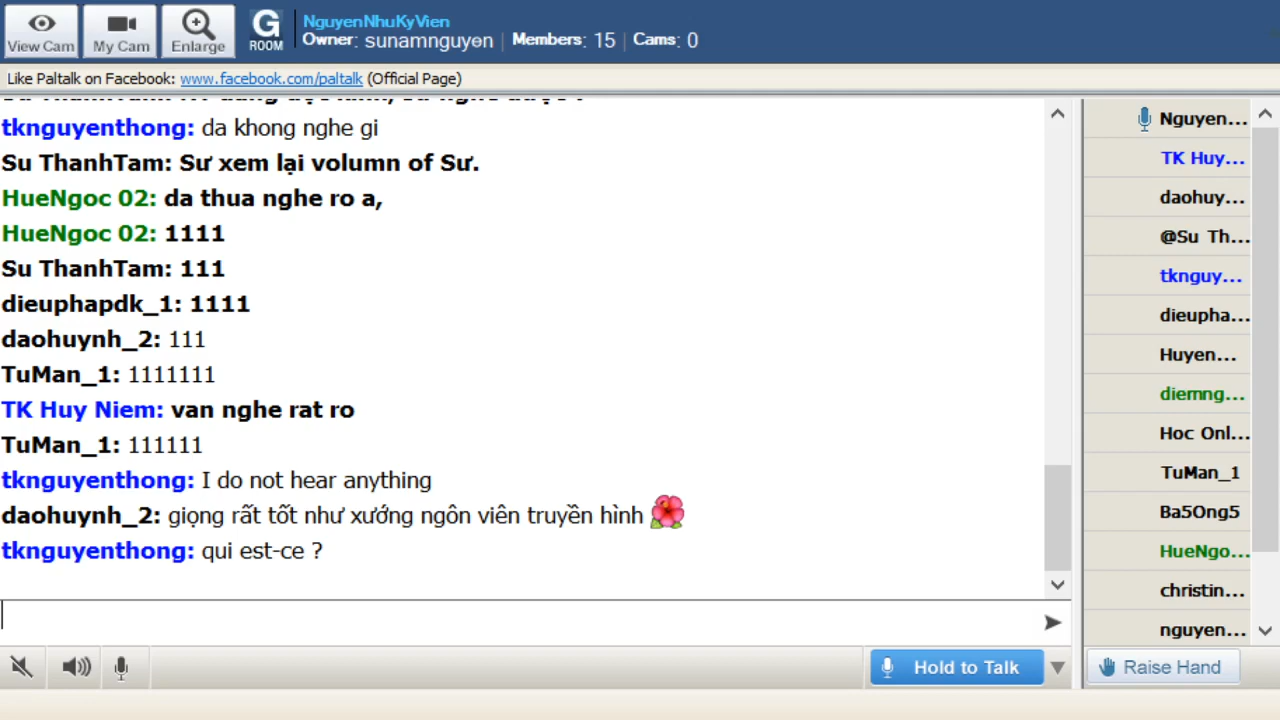 View Cam
My Cam
Enlarge
G
ROOM
NguyenNhuKyVien
Owner: sunamnguyen | Members: 15 | Cams: 0
Like Paltalk on Facebook: www.facebook.com/paltalk (Official Page)
tknguyenthong: da khong nghe gi
Su ThanhTam: Sư xem lại volumn of Sư.
HueNgoc 02: da thua nghe ro a,
HueNgoc 02: 1111
Su ThanhTam: 111
dieuphapdk_1: 1111
daohuynh_2: 111
TuMan_1: 1111111
TK Huy Niem: van nghe rat ro
TuMan_1: 111111
tknguyenthong: I do not hear anything
daohuynh_2: giọng rất tốt như xướng ngôn viên truyền hình
tknguyenthong: qui est-ce ?
Nguyen...
TK Huy...
daohuy...
@Su Th...
tknguy...
dieupha...
Huyen...
diemng...
Hoc Onl...
TuMan_1
Ba5Ong5
HueNgo...
christin...
nguyen...
Hold to Talk
Raise Hand